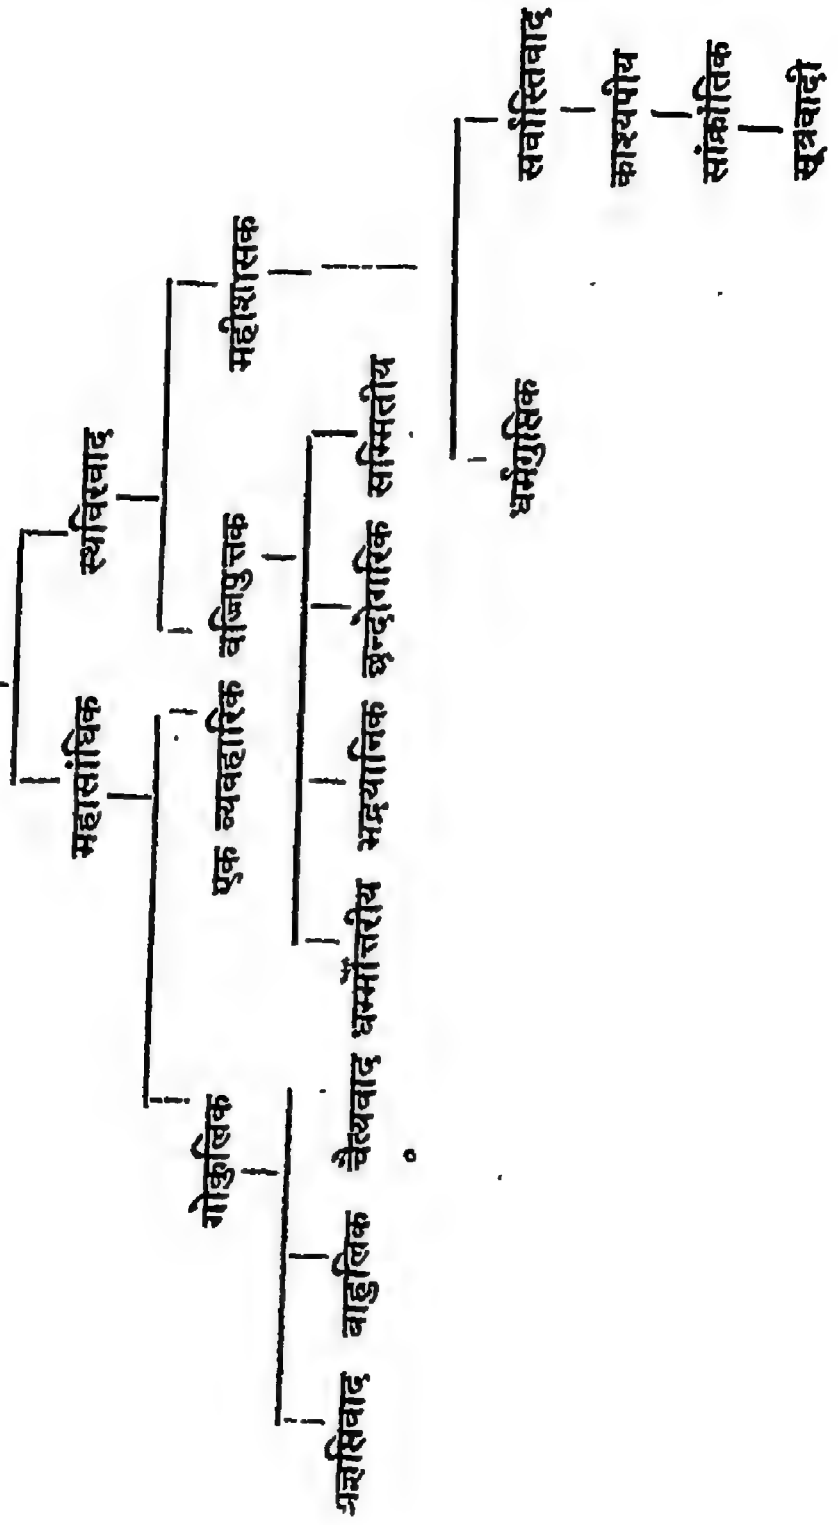 महासांघिक स्थविरवाद
गोकुलिक एक व्यवहारिक वज्जिपुत्तक महीशासक
प्रज्ञप्तिवाद बाहुलिक चैत्यवाद धर्म्मोत्तरीय भद्रयानिक छन्दोगारिक सम्मितीय
धर्मगुप्तिक सर्वास्तिवाद
काश्यपीय
सांक्रांतिक
सूत्रवादी